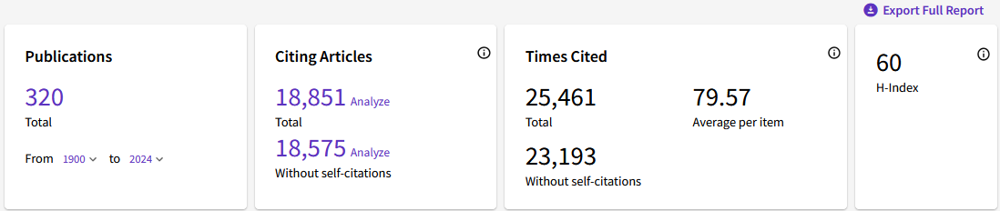 Export Full Report
Publications
320
Total
From 1900 to 2024
Citing Articles
18,851 Analyze
Total
18,575 Analyze
Without self-citations
Times Cited
25,461
Total
79.57
Average per item
23,193
Without self-citations
60
H-Index